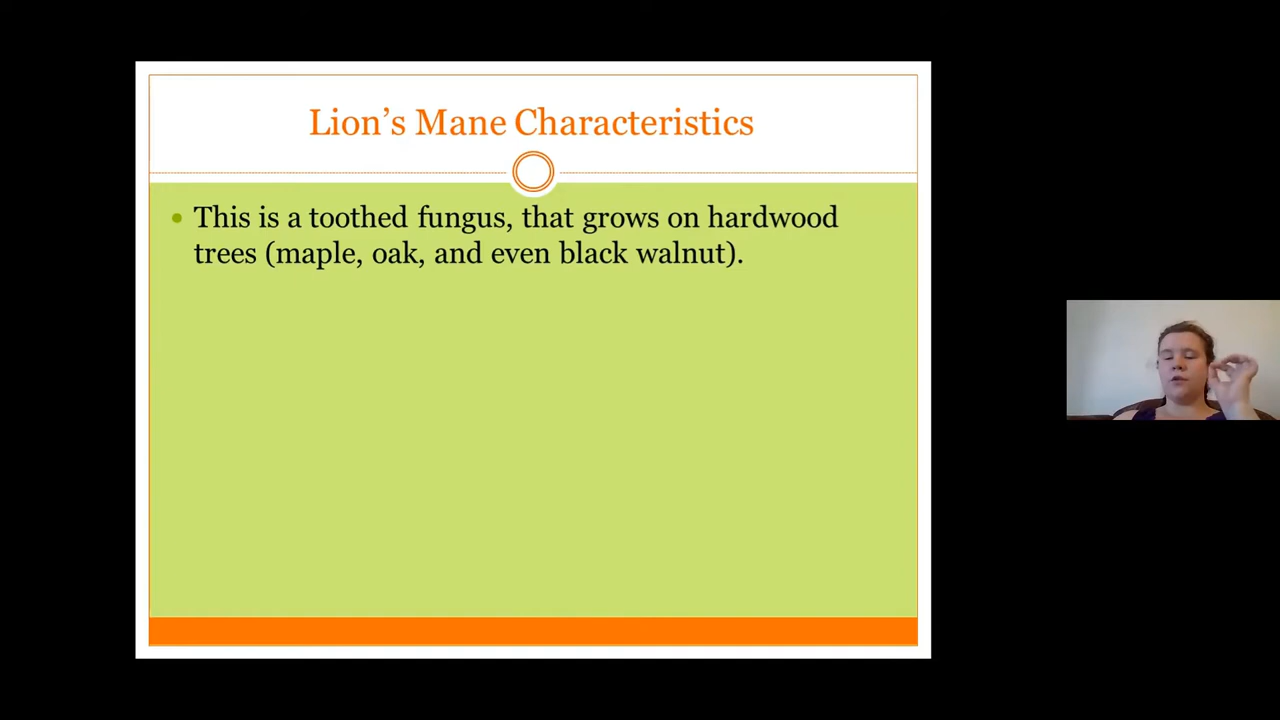 Lion’s Mane Characteristics
• This is a toothed fungus, that grows on hardwood
trees (maple, oak, and even black walnut).